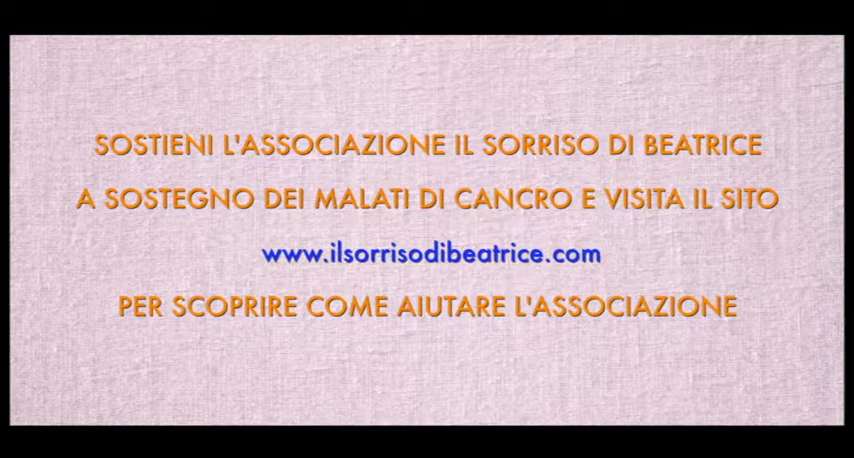 SOSTIENI L'ASSOCIAZIONE IL SORRISO DI BEATRICE
A SOSTEGNO DEI MALATI DI CANCRO E VISITA IL SITO
www.ilsorrisodibeatrice.com
PER SCOPRIRE COME AIUTARE L'ASSOCIAZIONE